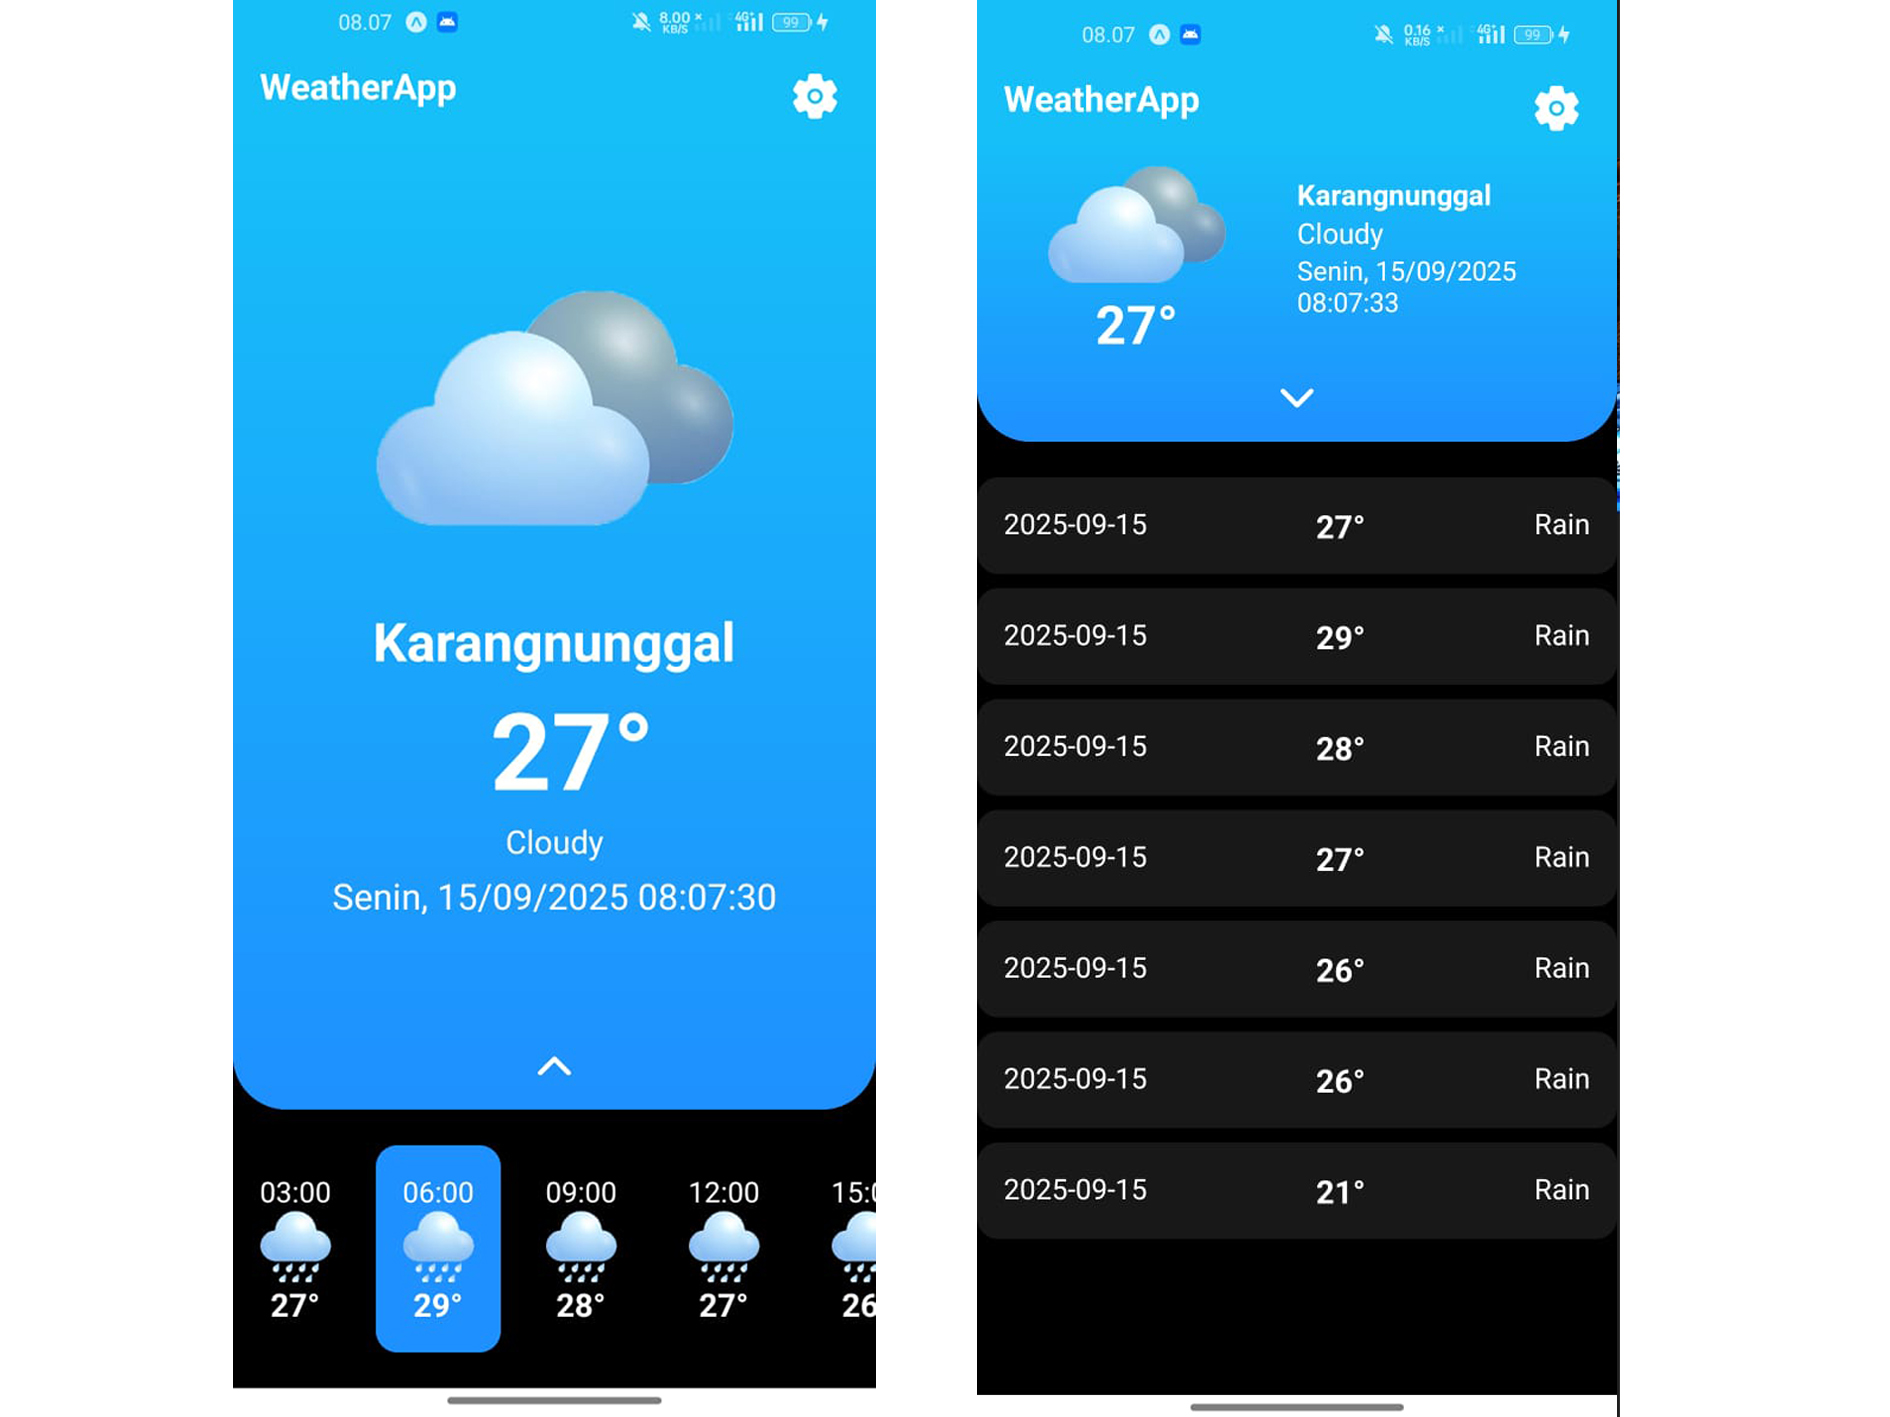 08.07 8.00 KB/S 4G+ 99
WeatherApp
Karangnunggal
27°
Cloudy
Senin, 15/09/2025 08:07:30
03:00 06:00 09:00 12:00 15:0
27° 29° 28° 27° 26
08.07 0.16 KB/S 4G+ 99
WeatherApp
Karangnunggal
Cloudy
Senin, 15/09/2025
08:07:33
27°
2025-09-15 27° Rain
2025-09-15 29° Rain
2025-09-15 28° Rain
2025-09-15 27° Rain
2025-09-15 26° Rain
2025-09-15 26° Rain
2025-09-15 21° Rain